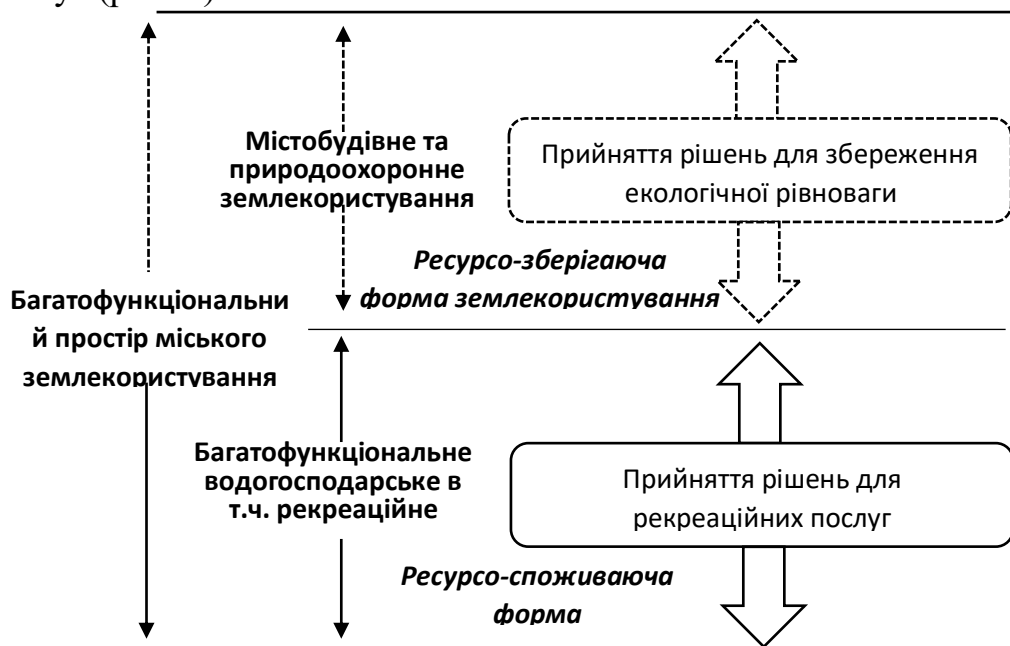 Містобудівне та
природоохоронне
землекористування
Прийняття рішень для збереження
екологічної рівноваги
Ресурсо-зберігаюча
форма землекористування
Багатофункціональни
й простір міського
землекористування
Багатофункціональне
водогосподарське в
т.ч. рекреаційне
Прийняття рішень для
рекреаційних послуг
Ресурсо-споживаюча
форма